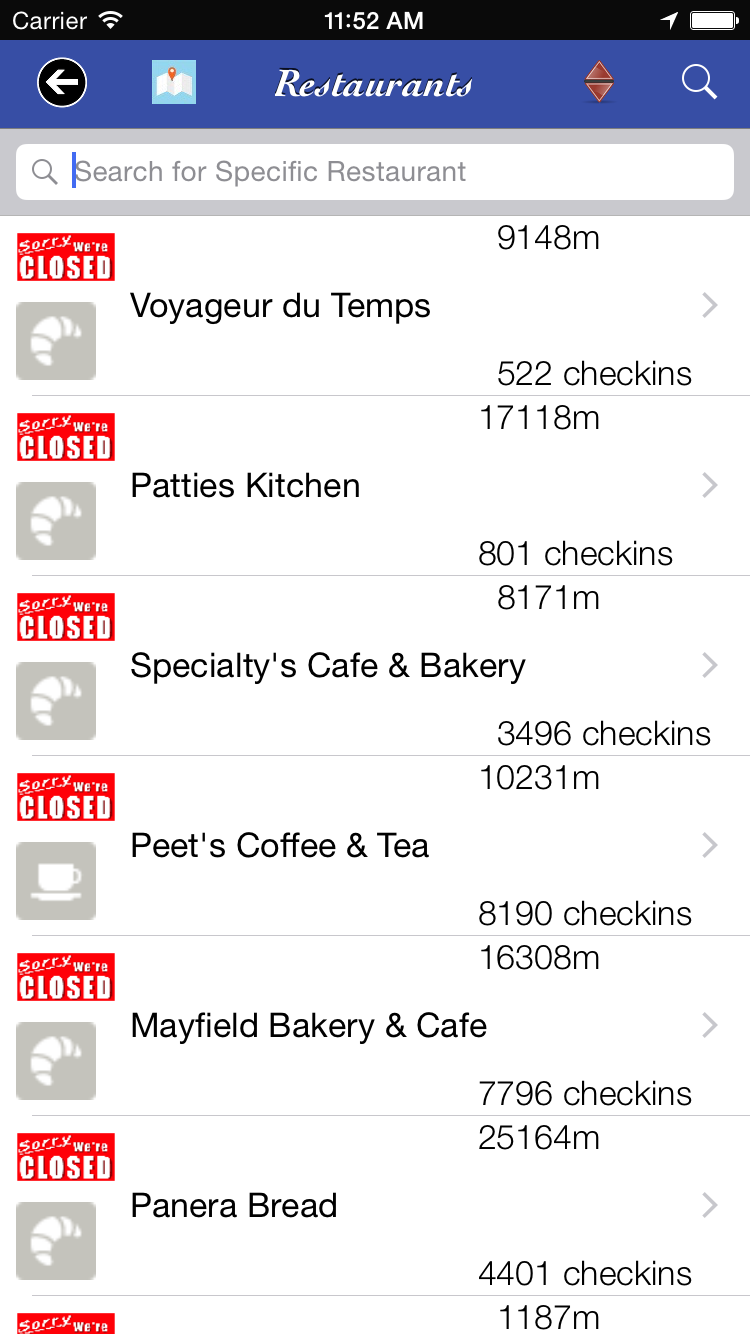 Carrier 11:52 AM
Restaurants
Search for Specific Restaurant
9148m
Sorry We're
CLOSED
Voyageur du Temps
522 checkins
17118m
Sorry We're
CLOSED
Patties Kitchen
801 checkins
8171m
Sorry We're
CLOSED
Specialty's Cafe & Bakery
3496 checkins
10231m
Sorry We're
CLOSED
Peet's Coffee & Tea
8190 checkins
16308m
Sorry We're
CLOSED
Mayfield Bakery & Cafe
7796 checkins
25164m
Sorry We're
CLOSED
Panera Bread
4401 checkins
1187m
Sorry We're